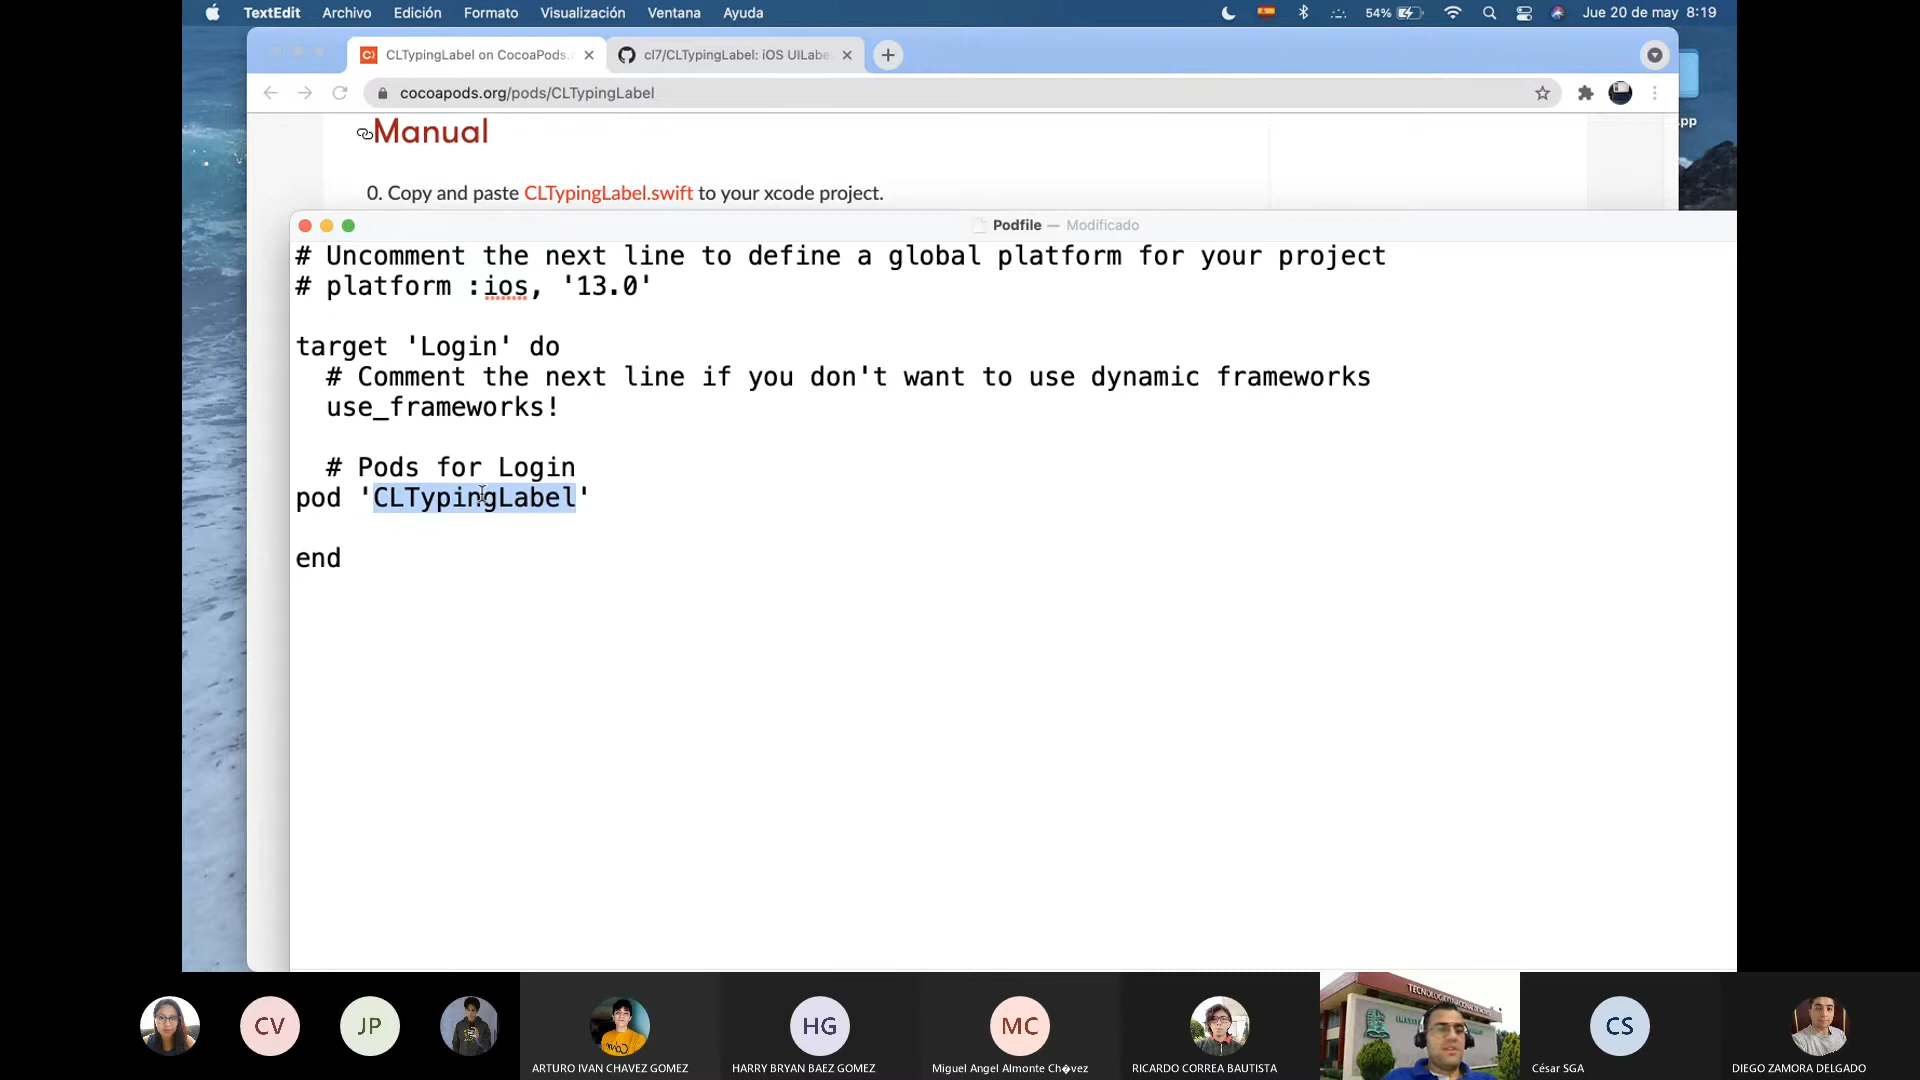 TextEdit Archivo Edición Formato Visualización Ventana Ayuda 54% Jue 20 de may 8:19
CLTypingLabel on CocoaPods. cl7/CLTypingLabel: iOS UILabe
cocoapods.org/pods/CLTypingLabel
pp
Manual
0. Copy and paste CLTypingLabel.swift to your xcode project.
Podfile — Modificado
# Uncomment the next line to define a global platform for your project
# platform :ios, '13.0'
target 'Login' do
# Comment the next line if you don't want to use dynamic frameworks
use_frameworks!
# Pods for Login
pod 'CLTypingLabel'
end
CV JP HG MC CS
TECNOLÓGICO NACIONAL DE
ARTURO IVAN CHAVEZ GOMEZ HARRY BRYAN BAEZ GOMEZ Miguel Angel Almonte Ch�vez RICARDO CORREA BAUTISTA César SGA DIEGO ZAMORA DELGADO